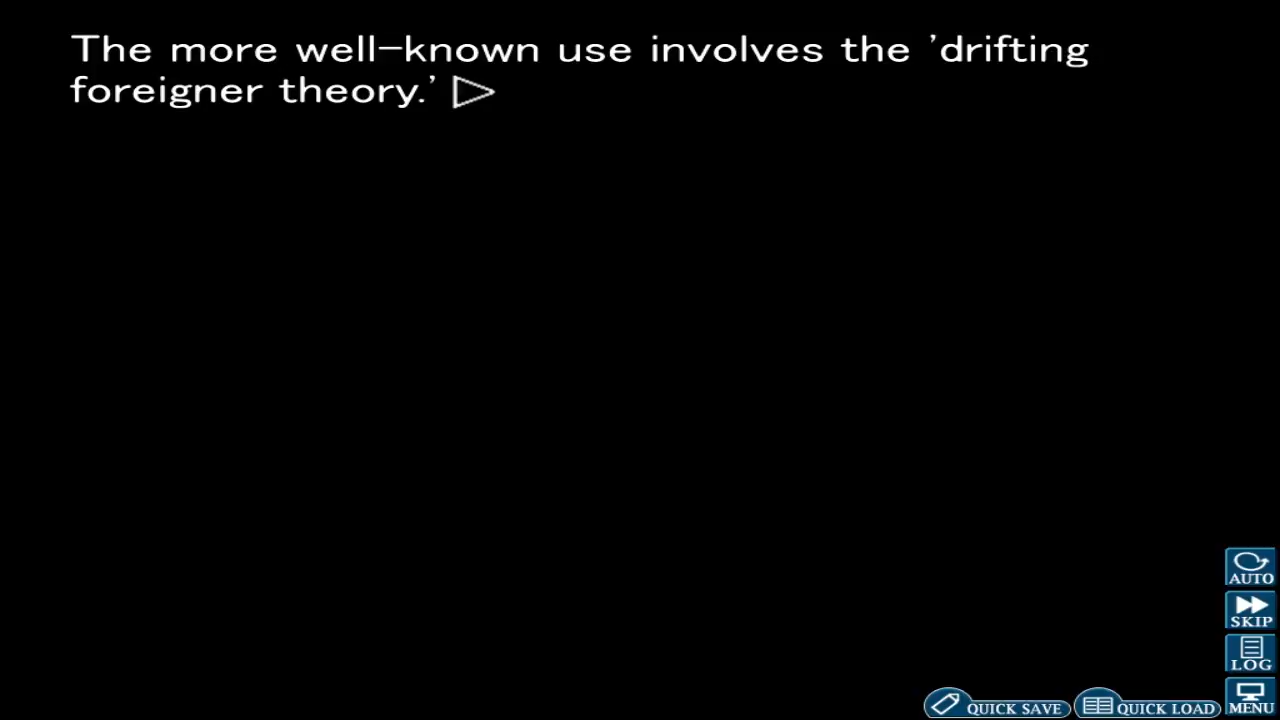 The more well-known use involves the 'drifting
foreigner theory.'
AUTO
SKIP
LOG
MENU
QUICK SAVE
QUICK LOAD